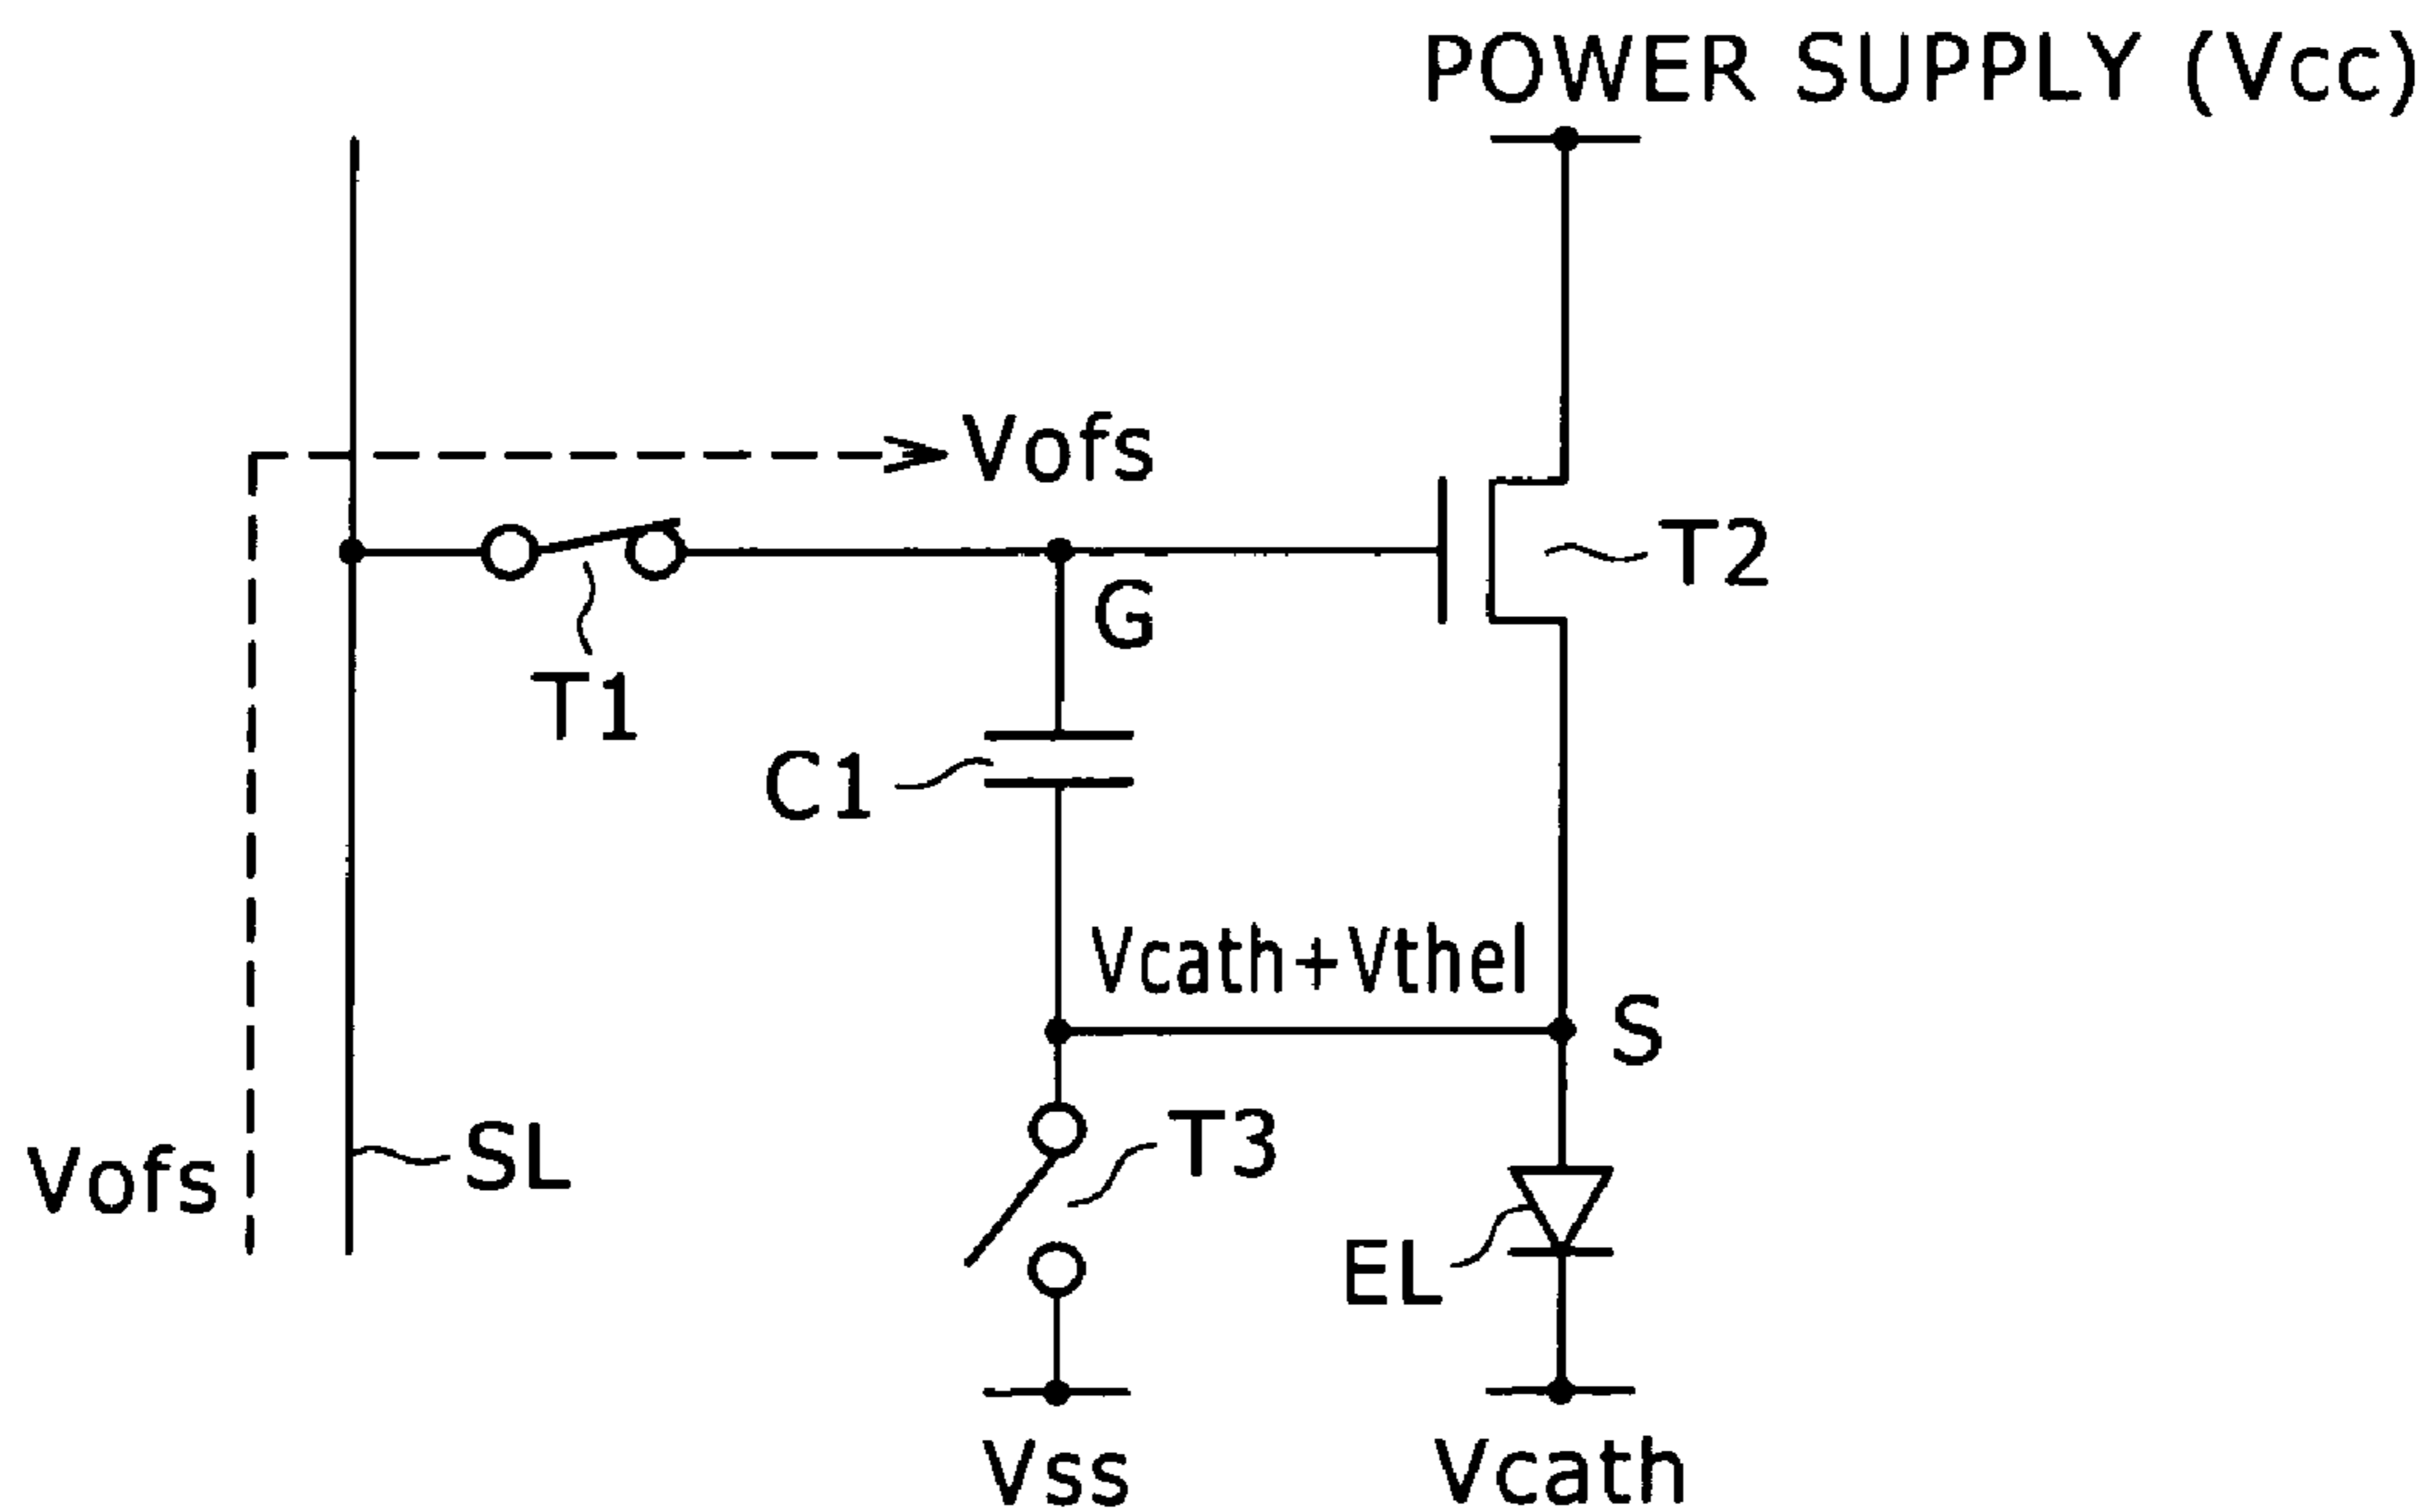 POWER SUPPLY (Vcc)
Vofs
T2
G
T1
C1
Vcath+Vthel
S
T3
SL
Vofs
EL
Vss
Vcath